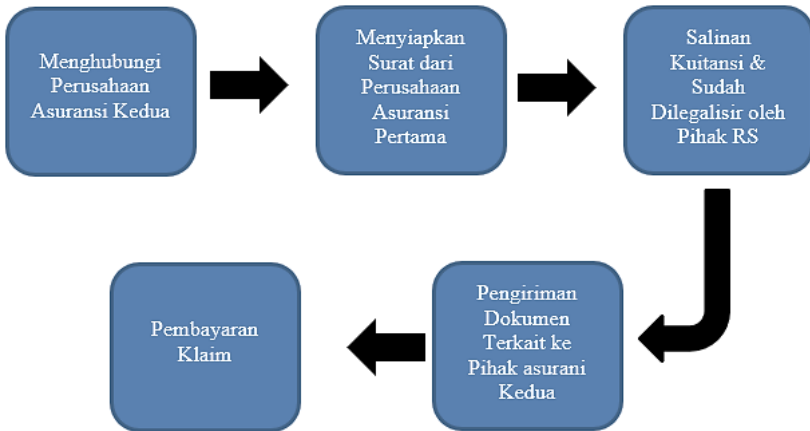 Menghubungi
Perusahaan
Asuransi Kedua
Menyiapkan
Surat dari
Perusahaan
Asuransi
Pertama
Salinan
Kuitansi &
Sudah
Dilegalisir oleh
Pihak RS
Pengiriman
Dokumen
Terkait ke
Pihak asurani
Kedua
Pembayaran
Klaim